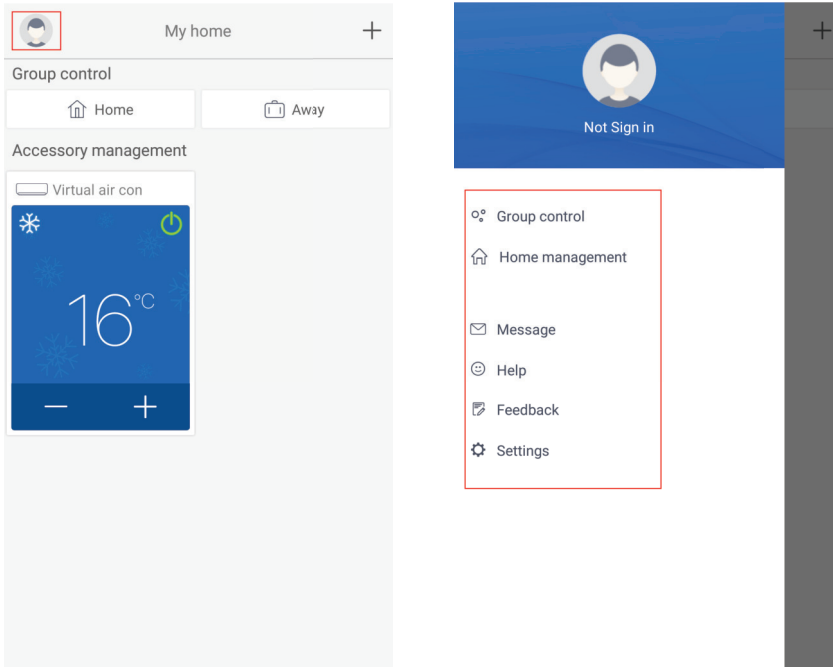 My home
Group control
Home
Away
Accessory management
Virtual air con
16°C
Not Sign in
Group control
Home management
Message
Help
Feedback
Settings